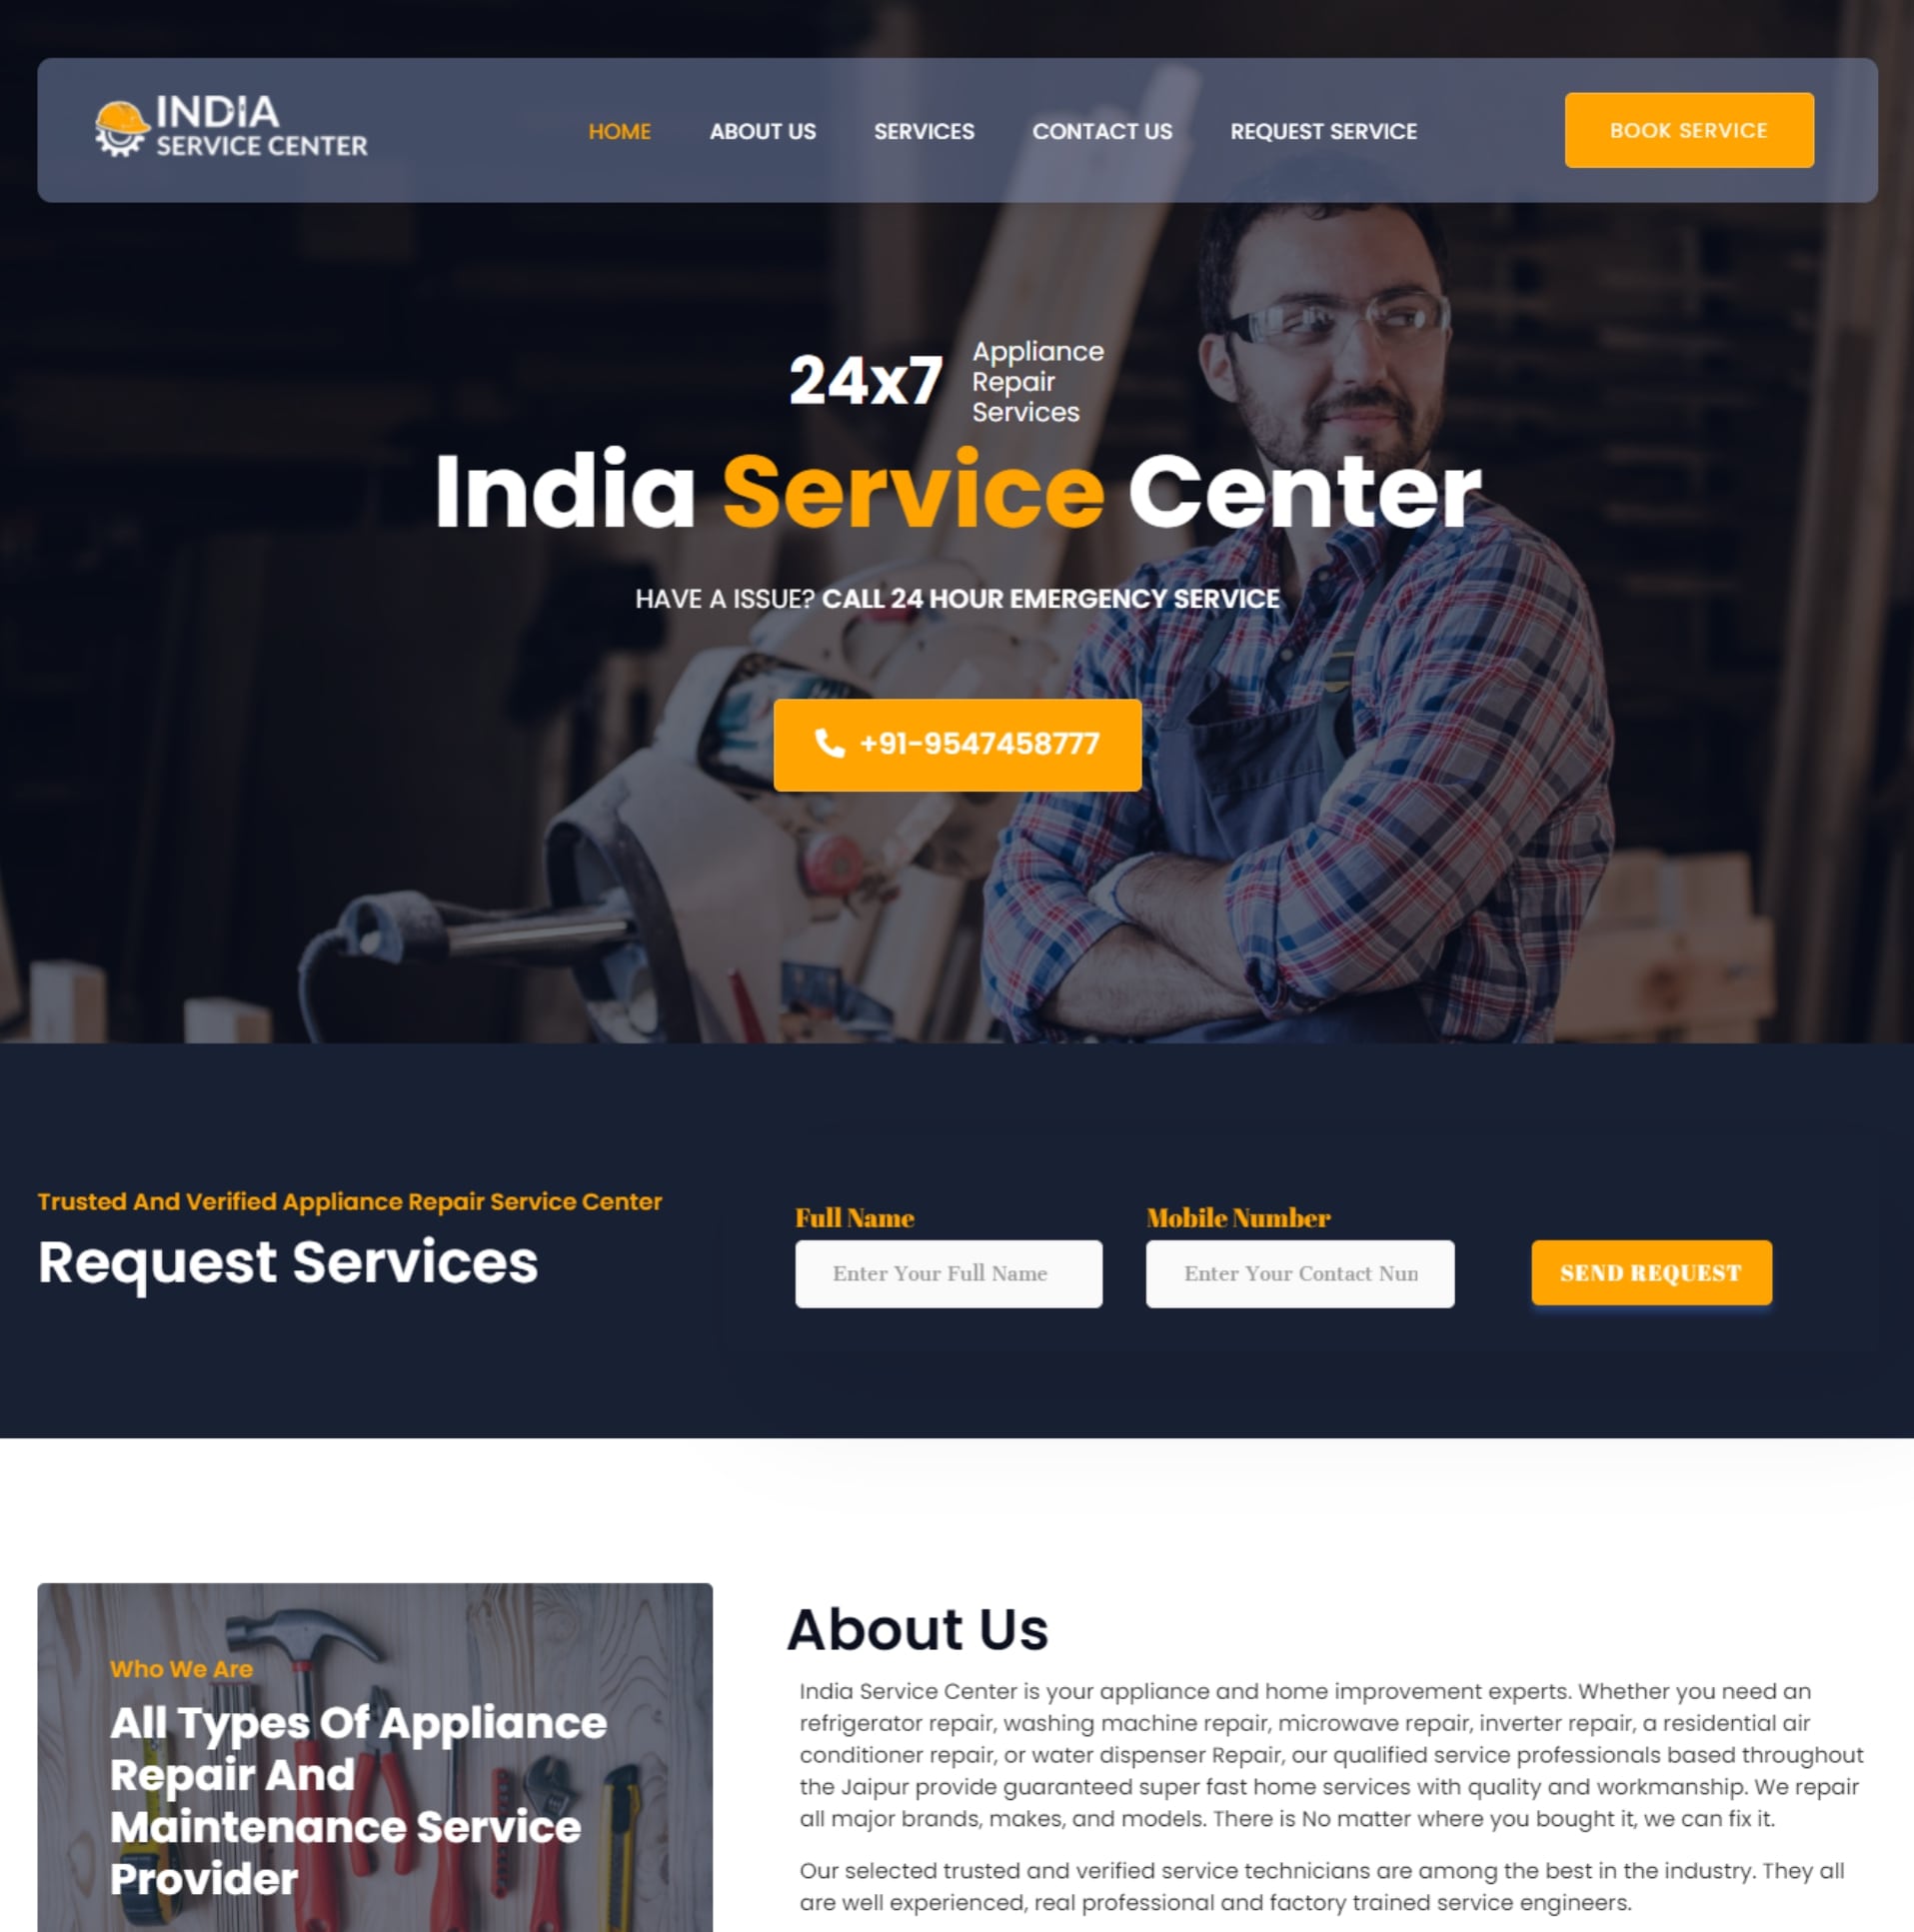 INDIA
SERVICE CENTER
HOME ABOUT US SERVICES CONTACT US REQUEST SERVICE BOOK SERVICE
24x7
Appliance
Repair
Services
India Service Center
HAVE A ISSUE? CALL 24 HOUR EMERGENCY SERVICE
+91-9547458777
Trusted And Verified Appliance Repair Service Center
Request Services
Full Name
Enter Your Full Name
Mobile Number
Enter Your Contact Nun
SEND REQUEST
Who We Are
All Types Of Appliance
Repair And
Maintenance Service
Provider
About Us
India Service Center is your appliance and home improvement experts. Whether you need an
refrigerator repair, washing machine repair, microwave repair, inverter repair, a residential air
conditioner repair, or water dispenser Repair, our qualified service professionals based throughout
the Jaipur provide guaranteed super fast home services with quality and workmanship. We repair
all major brands, makes, and models. There is No matter where you bought it, we can fix it.
Our selected trusted and verified service technicians are among the best in the industry. They all
are well experienced, real professional and factory trained service engineers.